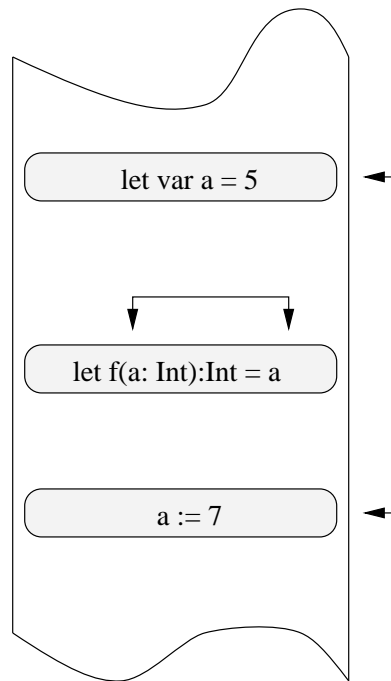 let var a = 5
let f(a: Int):Int = a
a := 7